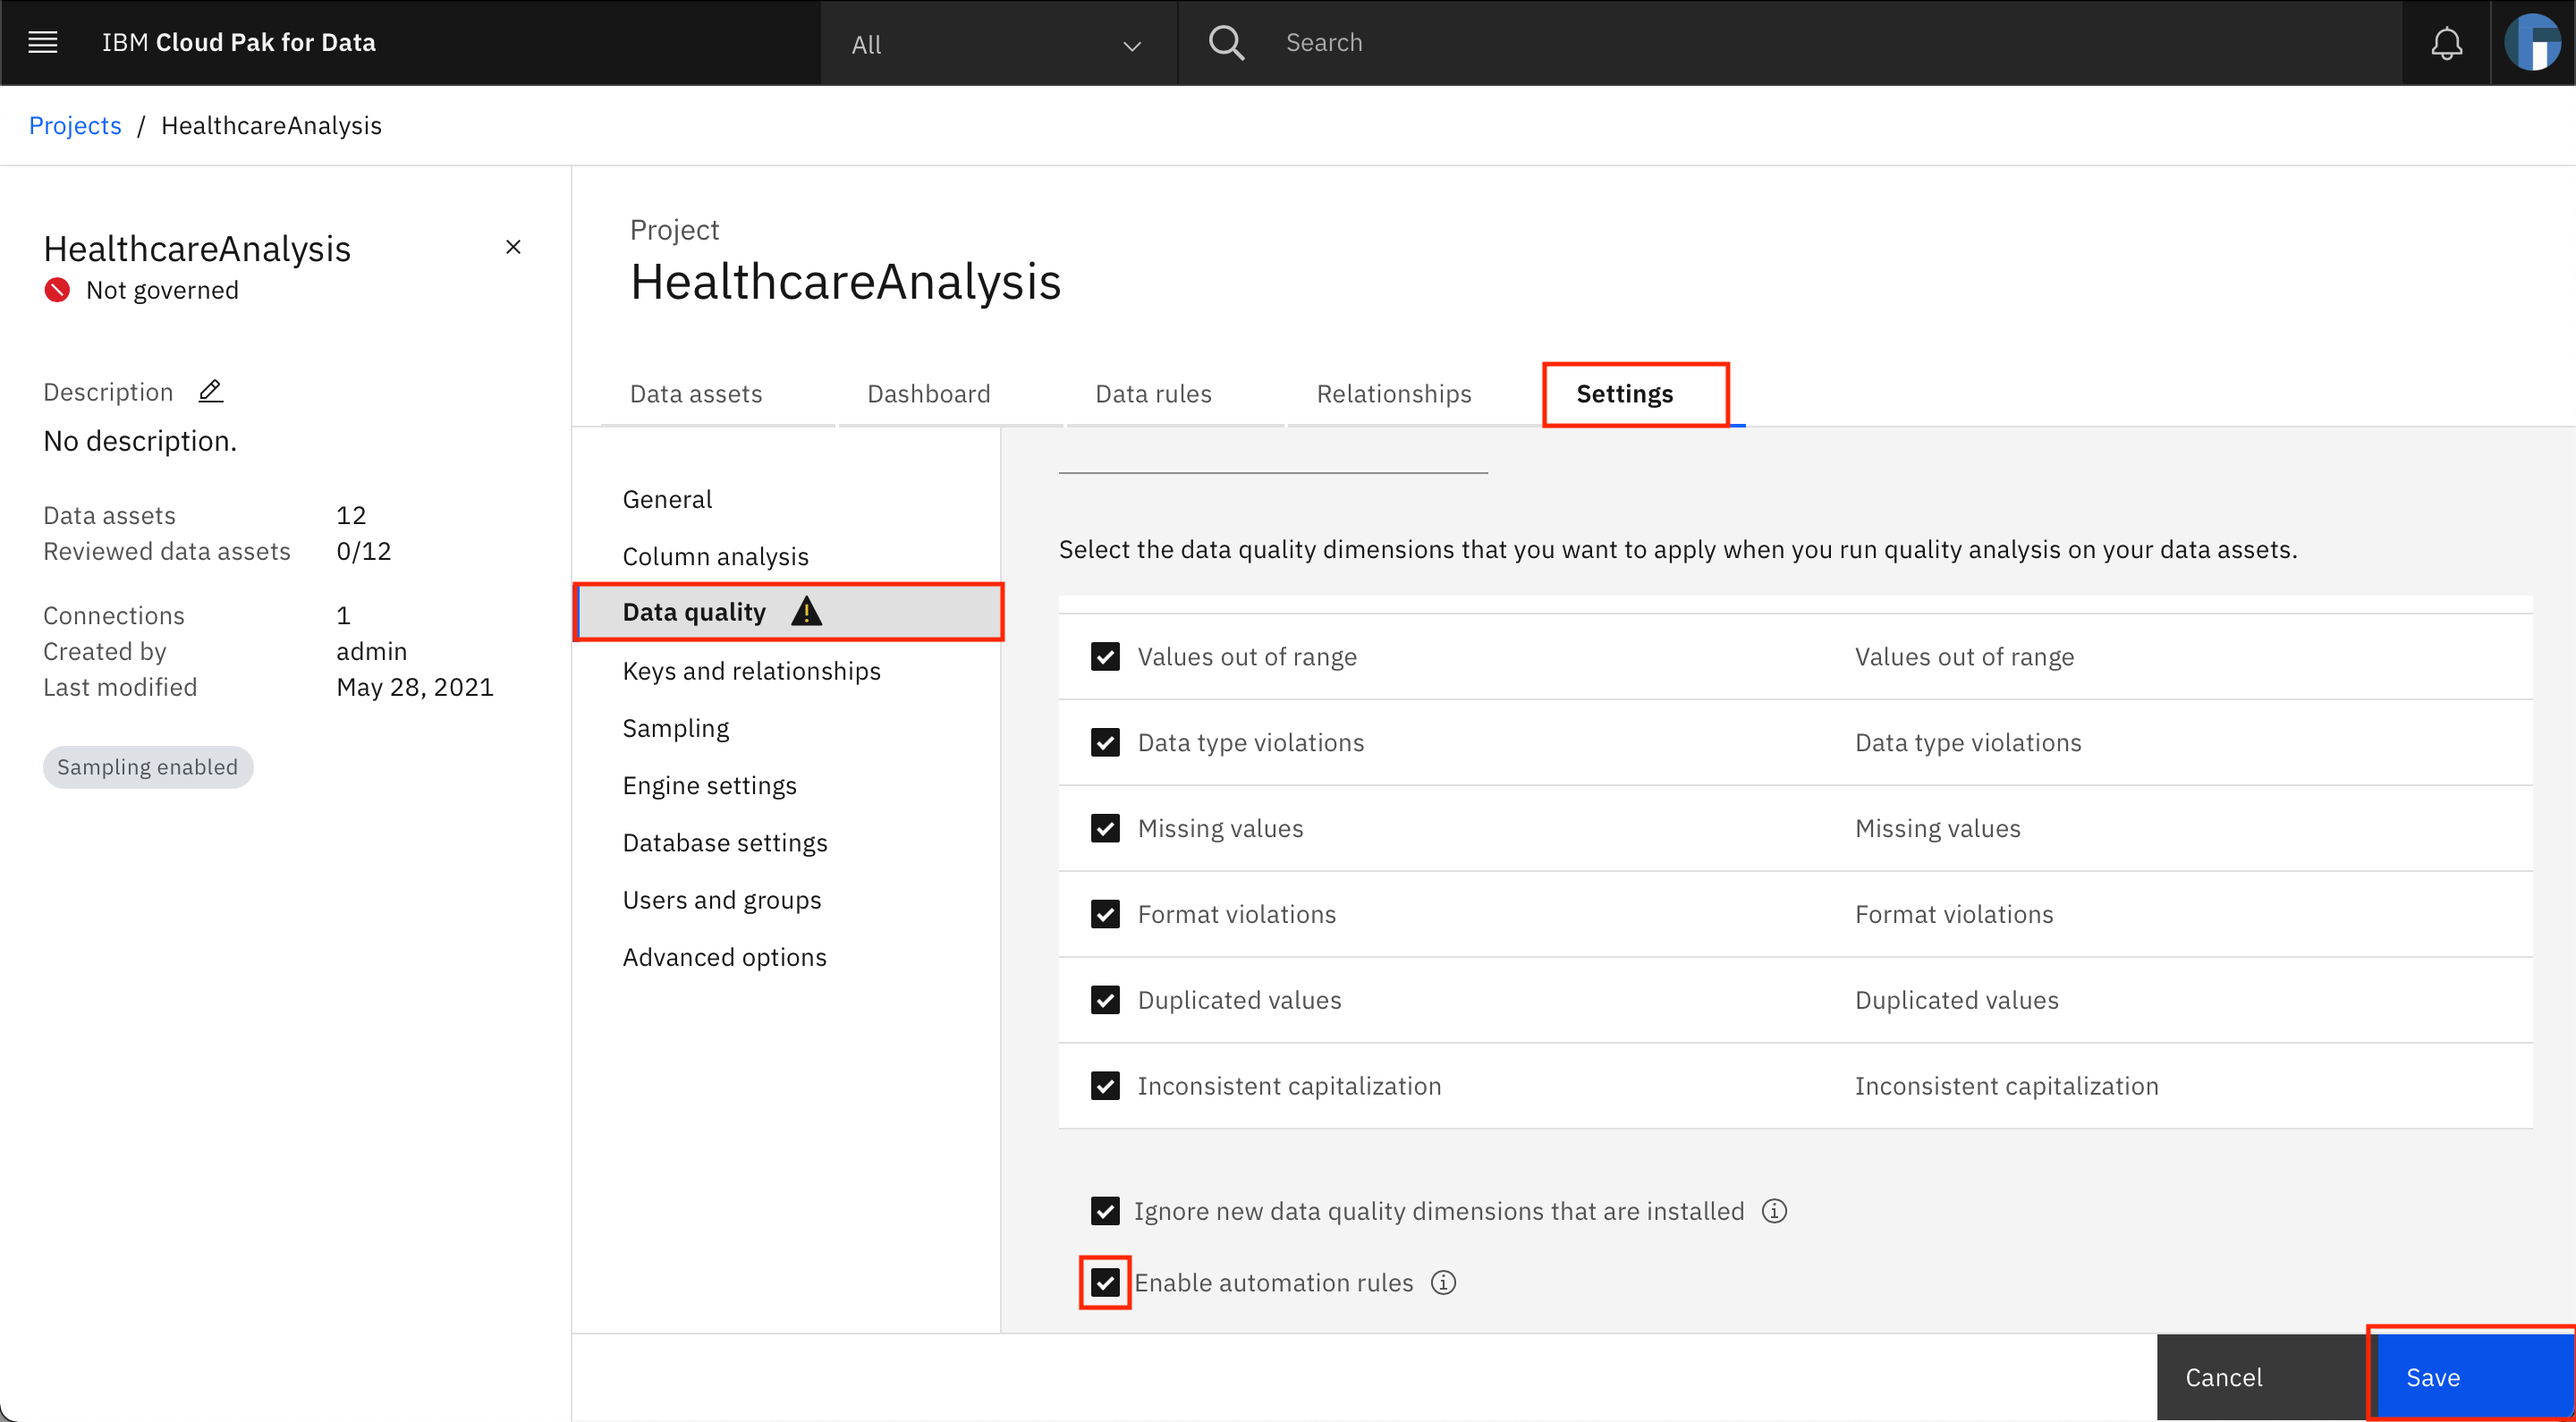 IBM Cloud Pak for Data
All
Search
Projects / HealthcareAnalysis
HealthcareAnalysis
Not governed
Description
No description.
Data assets 12
Reviewed data assets 0/12
Connections 1
Created by admin
Last modified May 28, 2021
Sampling enabled
Project
HealthcareAnalysis
Data assets
Dashboard
Data rules
Relationships
Settings
General
Column analysis
Data quality
Keys and relationships
Sampling
Engine settings
Database settings
Users and groups
Advanced options
Select the data quality dimensions that you want to apply when you run quality analysis on your data assets.
Values out of range Values out of range
Data type violations Data type violations
Missing values Missing values
Format violations Format violations
Duplicated values Duplicated values
Inconsistent capitalization Inconsistent capitalization
Ignore new data quality dimensions that are installed
Enable automation rules
Cancel
Save